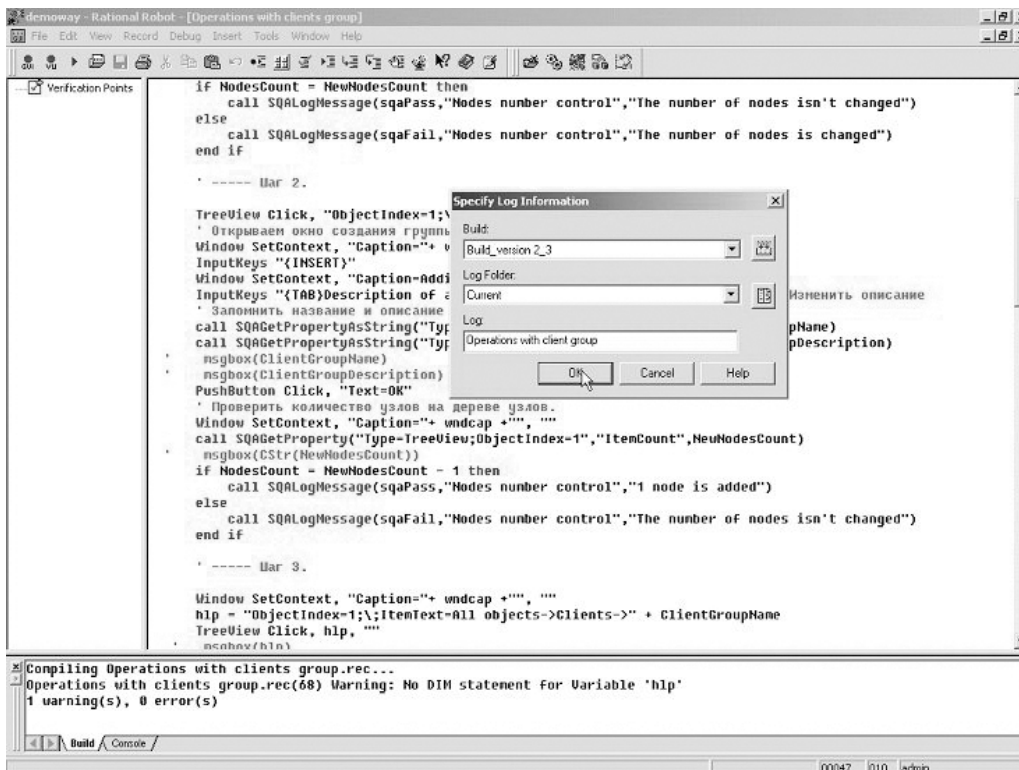 demoway - Rational Robot - [Operations with clients group]
File Edit View Record Debug Insert Tools Window Help
Verification Points
if NodesCount = NewNodesCount then
call SQALogMessage(sqaPass,"Nodes number control","The number of nodes isn't changed")
else
call SQALogMessage(sqaFail,"Nodes number control","The number of nodes is changed")
end if
' ----- Шаг 2.
TreeView Click, "ObjectIndex=1;\
' Открываем окно создания группы
Window SetContext, "Caption="+ w
InputKeys "{INSERT}"
Window SetContext, "Caption=Addi
InputKeys "{TAB}Description of a
Изменить описание
' Запомнить название и описание
call SQAGetPropertyAsString("Typ
pName)
call SQAGetPropertyAsString("Typ
pDescription)
' msgbox(ClientGroupName)
' msgbox(ClientGroupDescription)
PushButton Click, "Text=OK"
' Проверить количество узлов на дереве узлов.
Window SetContext, "Caption="+ wndcap +"", ""
call SQAGetProperty("Type=TreeView;ObjectIndex=1","ItemCount",NewNodesCount)
' msgbox(CStr(NewNodesCount))
if NodesCount = NewNodesCount - 1 then
call SQALogMessage(sqaPass,"Nodes number control","1 node is added")
else
call SQALogMessage(sqaFail,"Nodes number control","The number of nodes isn't changed")
end if
' ----- Шаг 3.
Window SetContext, "Caption="+ wndcap +"", ""
hlp = "ObjectIndex=1;\;ItemText=All objects->Clients->" + ClientGroupName
TreeView Click, hlp, ""
' msgbox(hlp)
Specify Log Information
Build:
Build_version 2_3
Log Folder:
Current
Log:
Operations with client group
OK Cancel Help
Compiling Operations with clients group.rec...
Operations with clients group.rec(68) Warning: No DIM statement for Variable 'hlp'
1 warning(s), 0 error(s)
Build Console
00047 010 admin